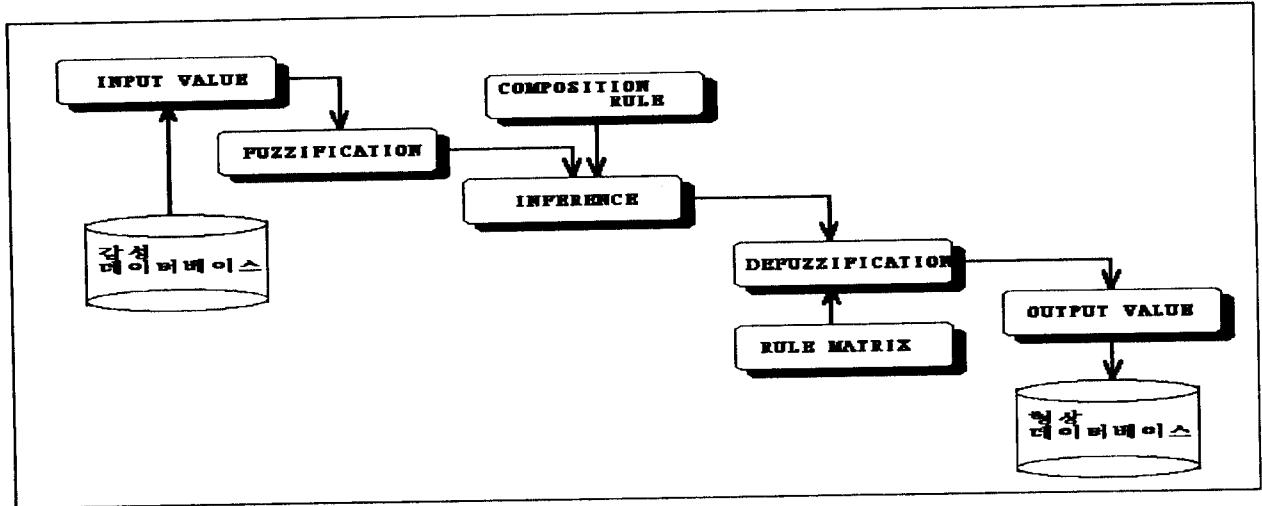 INPUT VALUE
COMPOSITION
RULE
FUZZIFICATION
INFERENCE
감성
데이터베이스
DEFUZZIFICATION
OUTPUT VALUE
RULE MATRIX
형상
데이터베이스